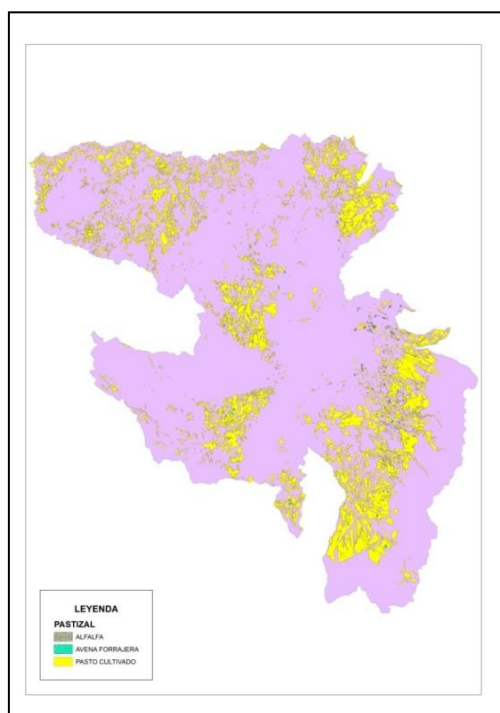 LEYENDA
PASTIZAL
ALFALFA
AVENA FORRAJERA
PASTO CULTIVADO